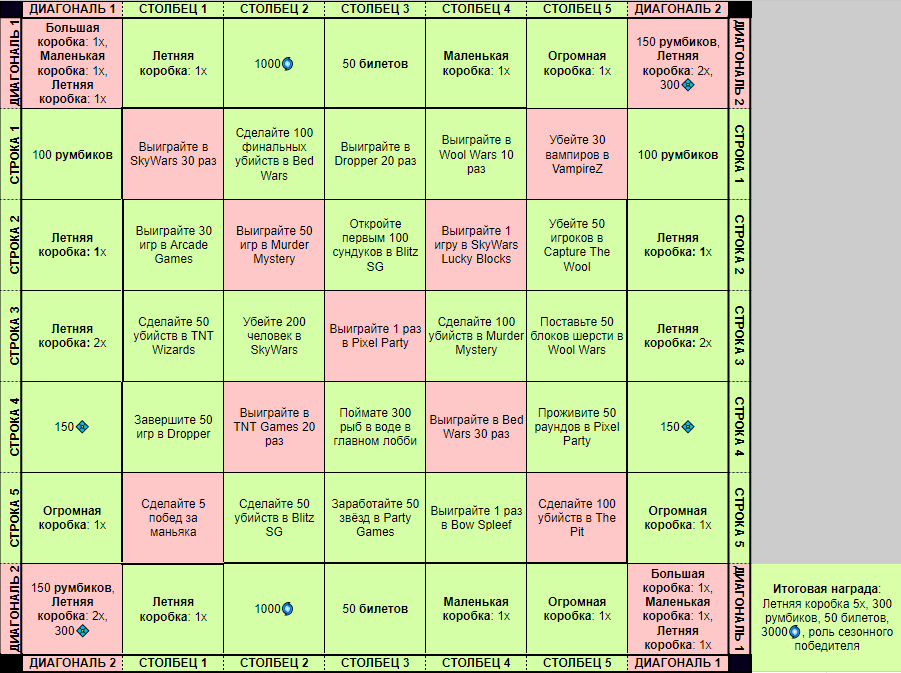 ДИАГОНАЛЬ 1 СТОЛБЕЦ 1 СТОЛБЕЦ 2 СТОЛБЕЦ 3 СТОЛБЕЦ 4 СТОЛБЕЦ 5 ДИАГОНАЛЬ 2
ДИАГОНАЛЬ 1
Большая
коробка: 1x,
Маленькая
коробка: 1x,
Летняя
коробка: 1x
Летняя
коробка: 1x
1000
50 билетов
Маленькая
коробка: 1x
Огромная
коробка: 1x
150 румбиков,
Летняя
коробка: 2x,
300
ДИАГОНАЛЬ 2
СТРОКА 1
100 румбиков
Выиграйте в
SkyWars 30 раз
Сделайте 100
финальных
убийств в Bed
Wars
Выиграйте в
Dropper 20 раз
Выиграйте в
Wool Wars 10
раз
Убейте 30
вампиров в
VampireZ
100 румбиков
СТРОКА 1
СТРОКА 2
Летняя
коробка: 1x
Выиграйте 30
игр в Arcade
Games
Выиграйте 50
игр в Murder
Mystery
Откройте
первым 100
сундуков в Blitz
SG
Выиграйте 1
игру в SkyWars
Lucky Blocks
Убейте 50
игроков в
Capture The
Wool
Летняя
коробка: 1x
СТРОКА 2
СТРОКА 3
Летняя
коробка: 2x
Сделайте 50
убийств в TNT
Wizards
Убейте 200
человек в
SkyWars
Выиграйте 1 раз
в Pixel Party
Сделайте 100
убийств в Murder
Mystery
Поставьте 50
блоков шерсти в
Wool Wars
Летняя
коробка: 2x
СТРОКА 3
СТРОКА 4
150
Завершите 50
игр в Dropper
Выиграйте в
TNT Games 20
раз
Поймате 300
рыб в воде в
главном лобби
Выиграйте в Bed
Wars 30 раз
Проживите 50
раундов в Pixel
Party
150
СТРОКА 4
СТРОКА 5
Огромная
коробка: 1x
Сделайте 5
побед за
маньяка
Сделайте 50
убийств в Blitz
SG
Заработайте 50
звёзд в Party
Games
Выиграйте 1 раз
в Bow Spleef
Сделайте 100
убийств в The
Pit
Огромная
коробка: 1x
СТРОКА 5
ДИАГОНАЛЬ 2
150 румбиков,
Летняя
коробка: 2x,
300
Летняя
коробка: 1x
1000
50 билетов
Маленькая
коробка: 1x
Огромная
коробка: 1x
Большая
коробка: 1x,
Маленькая
коробка: 1x,
Летняя
коробка: 1x
ДИАГОНАЛЬ 1
Итоговая награда:
Летняя коробка 5x, 300
румбиков, 50 билетов,
3000, роль сезонного
победителя
ДИАГОНАЛЬ 2 СТОЛБЕЦ 1 СТОЛБЕЦ 2 СТОЛБЕЦ 3 СТОЛБЕЦ 4 СТОЛБЕЦ 5 ДИАГОНАЛЬ 1